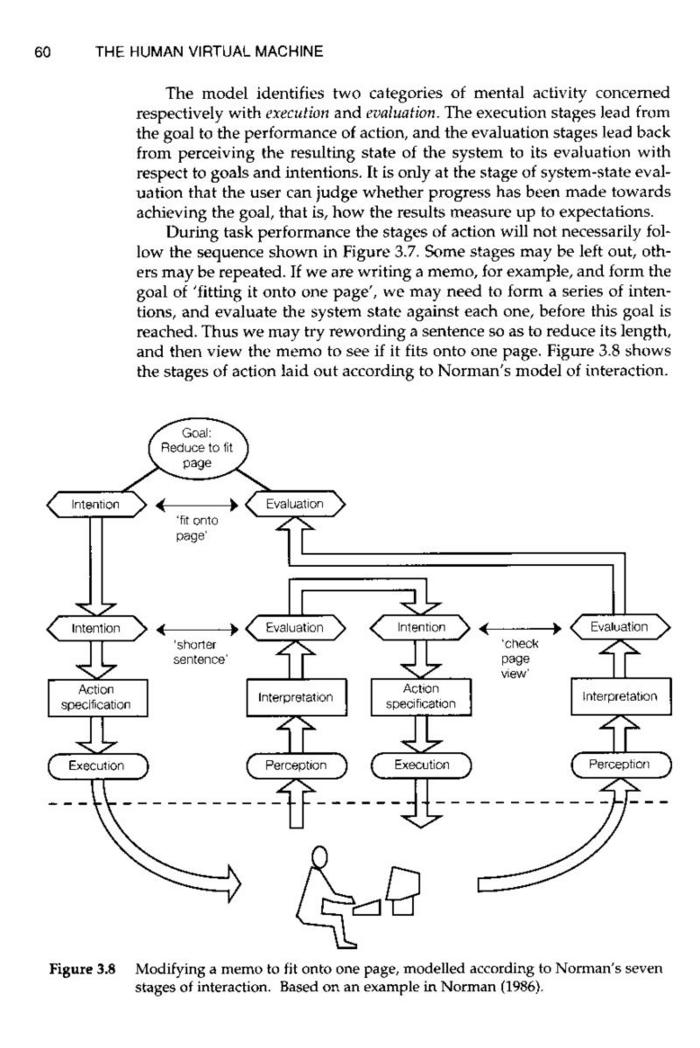 60 THE HUMAN VIRTUAL MACHINE
The model identifies two categories of mental activity concerned
respectively with execution and evaluation. The execution stages lead from
the goal to the performance of action, and the evaluation stages lead back
from perceiving the resulting state of the system to its evaluation with
respect to goals and intentions. It is only at the stage of system-state eval-
uation that the user can judge whether progress has been made towards
achieving the goal, that is, how the results measure up to expectations.
During task performance the stages of action will not necessarily fol-
low the sequence shown in Figure 3.7. Some stages may be left out, oth-
ers may be repeated. If we are writing a memo, for example, and form the
goal of 'fitting it onto one page', we may need to form a series of inten-
tions, and evaluate the system state against each one, before this goal is
reached. Thus we may try rewording a sentence so as to reduce its length,
and then view the memo to see if it fits onto one page. Figure 3.8 shows
the stages of action laid out according to Norman's model of interaction.
Goal:
Reduce to fit
page
Intention
'fit onto
page'
Evaluation
Intention
'shorter
sentence'
Evaluation
Intention
'check
page
view'
Evaluation
Action
specification
Interpretation
Action
specification
Interpretation
Execution
Perception
Execution
Perception
Figure 3.8 Modifying a memo to fit onto one page, modelled according to Norman's seven
stages of interaction. Based on an example in Norman (1986).